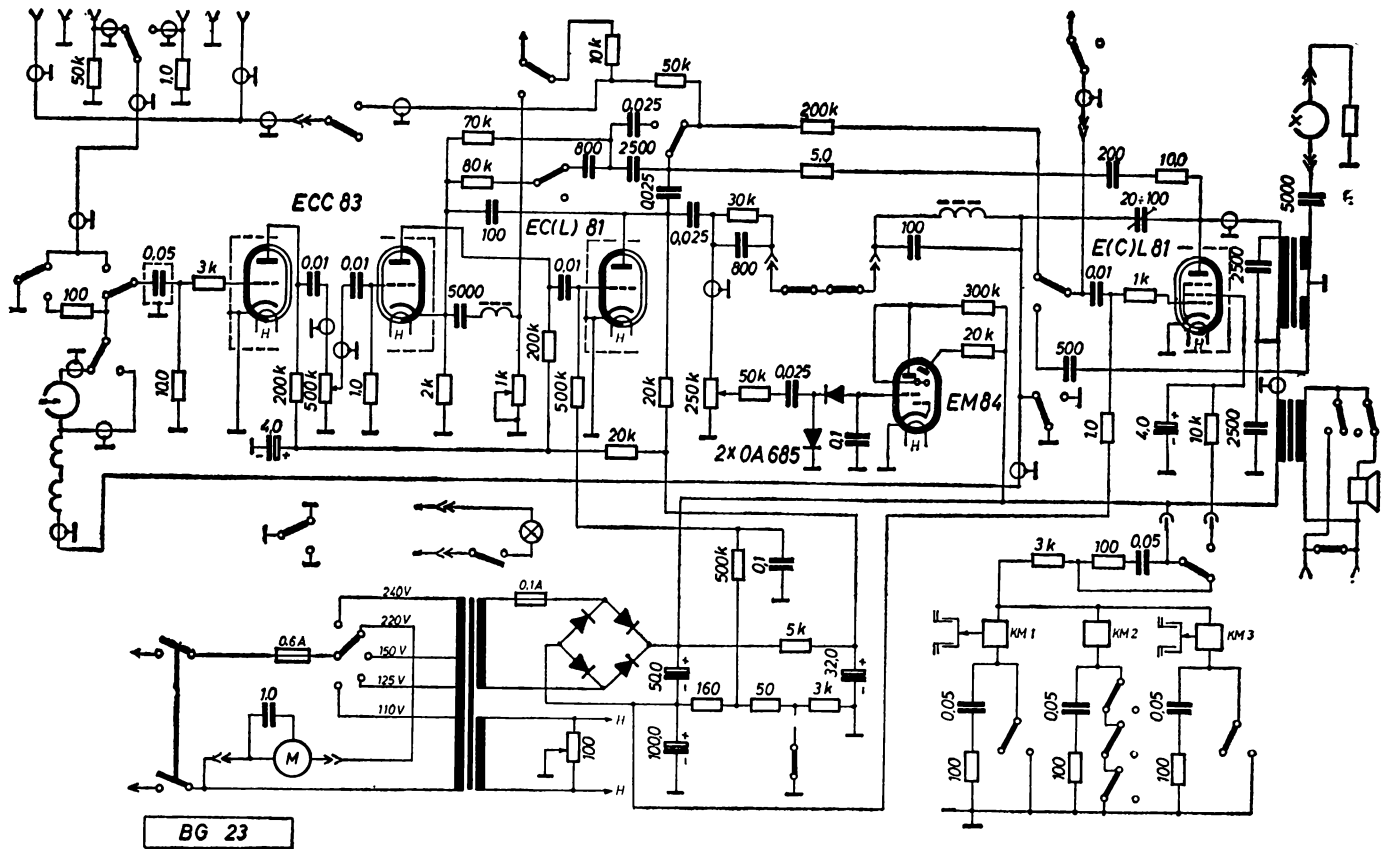 50k
1,0
10k
50k
0,025
70k
800
2500
200k
80k
0,025
5,0
200
10,0
5000
ECC 83
EC(L) 81
100
0,025
30k
20÷100
E(C)L 81
0,05
3k
0,01
0,01
5000
0,01
800
100
0,01
1k
2500
100
H
H
H
H
300k
20k
500
10,0
200k
500k
1,0
2k
1k
200k
500k
20k
250k
50k
0,025
EM 84
H
1,0
4,0
+
-
10k
2500
4,0
-
+
20k
2x OA 685
0,1
500k
0,1
3k
100
0,05
240V
220V
150 V
125 V
110V
0.1A
0.6A
5k
KM 1
KM 2
KM 3
50,0
+
-
160
50
3k
32,0
+
-
1,0
M
100,0
+
-
100
H
H
0,05
0,05
0,05
100
100
100
BG 23